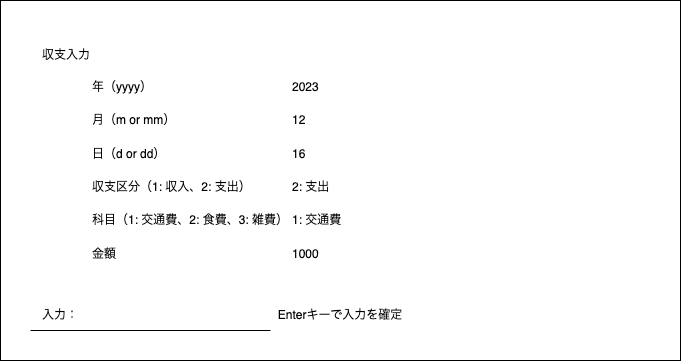 収支入力
年（yyyy） 2023
月（m or mm） 12
日（d or dd） 16
収支区分（1: 収入、2: 支出） 2: 支出
科目（1: 交通費、2: 食費、3: 雑費） 1: 交通費
金額 1000
入力： Enterキーで入力を確定